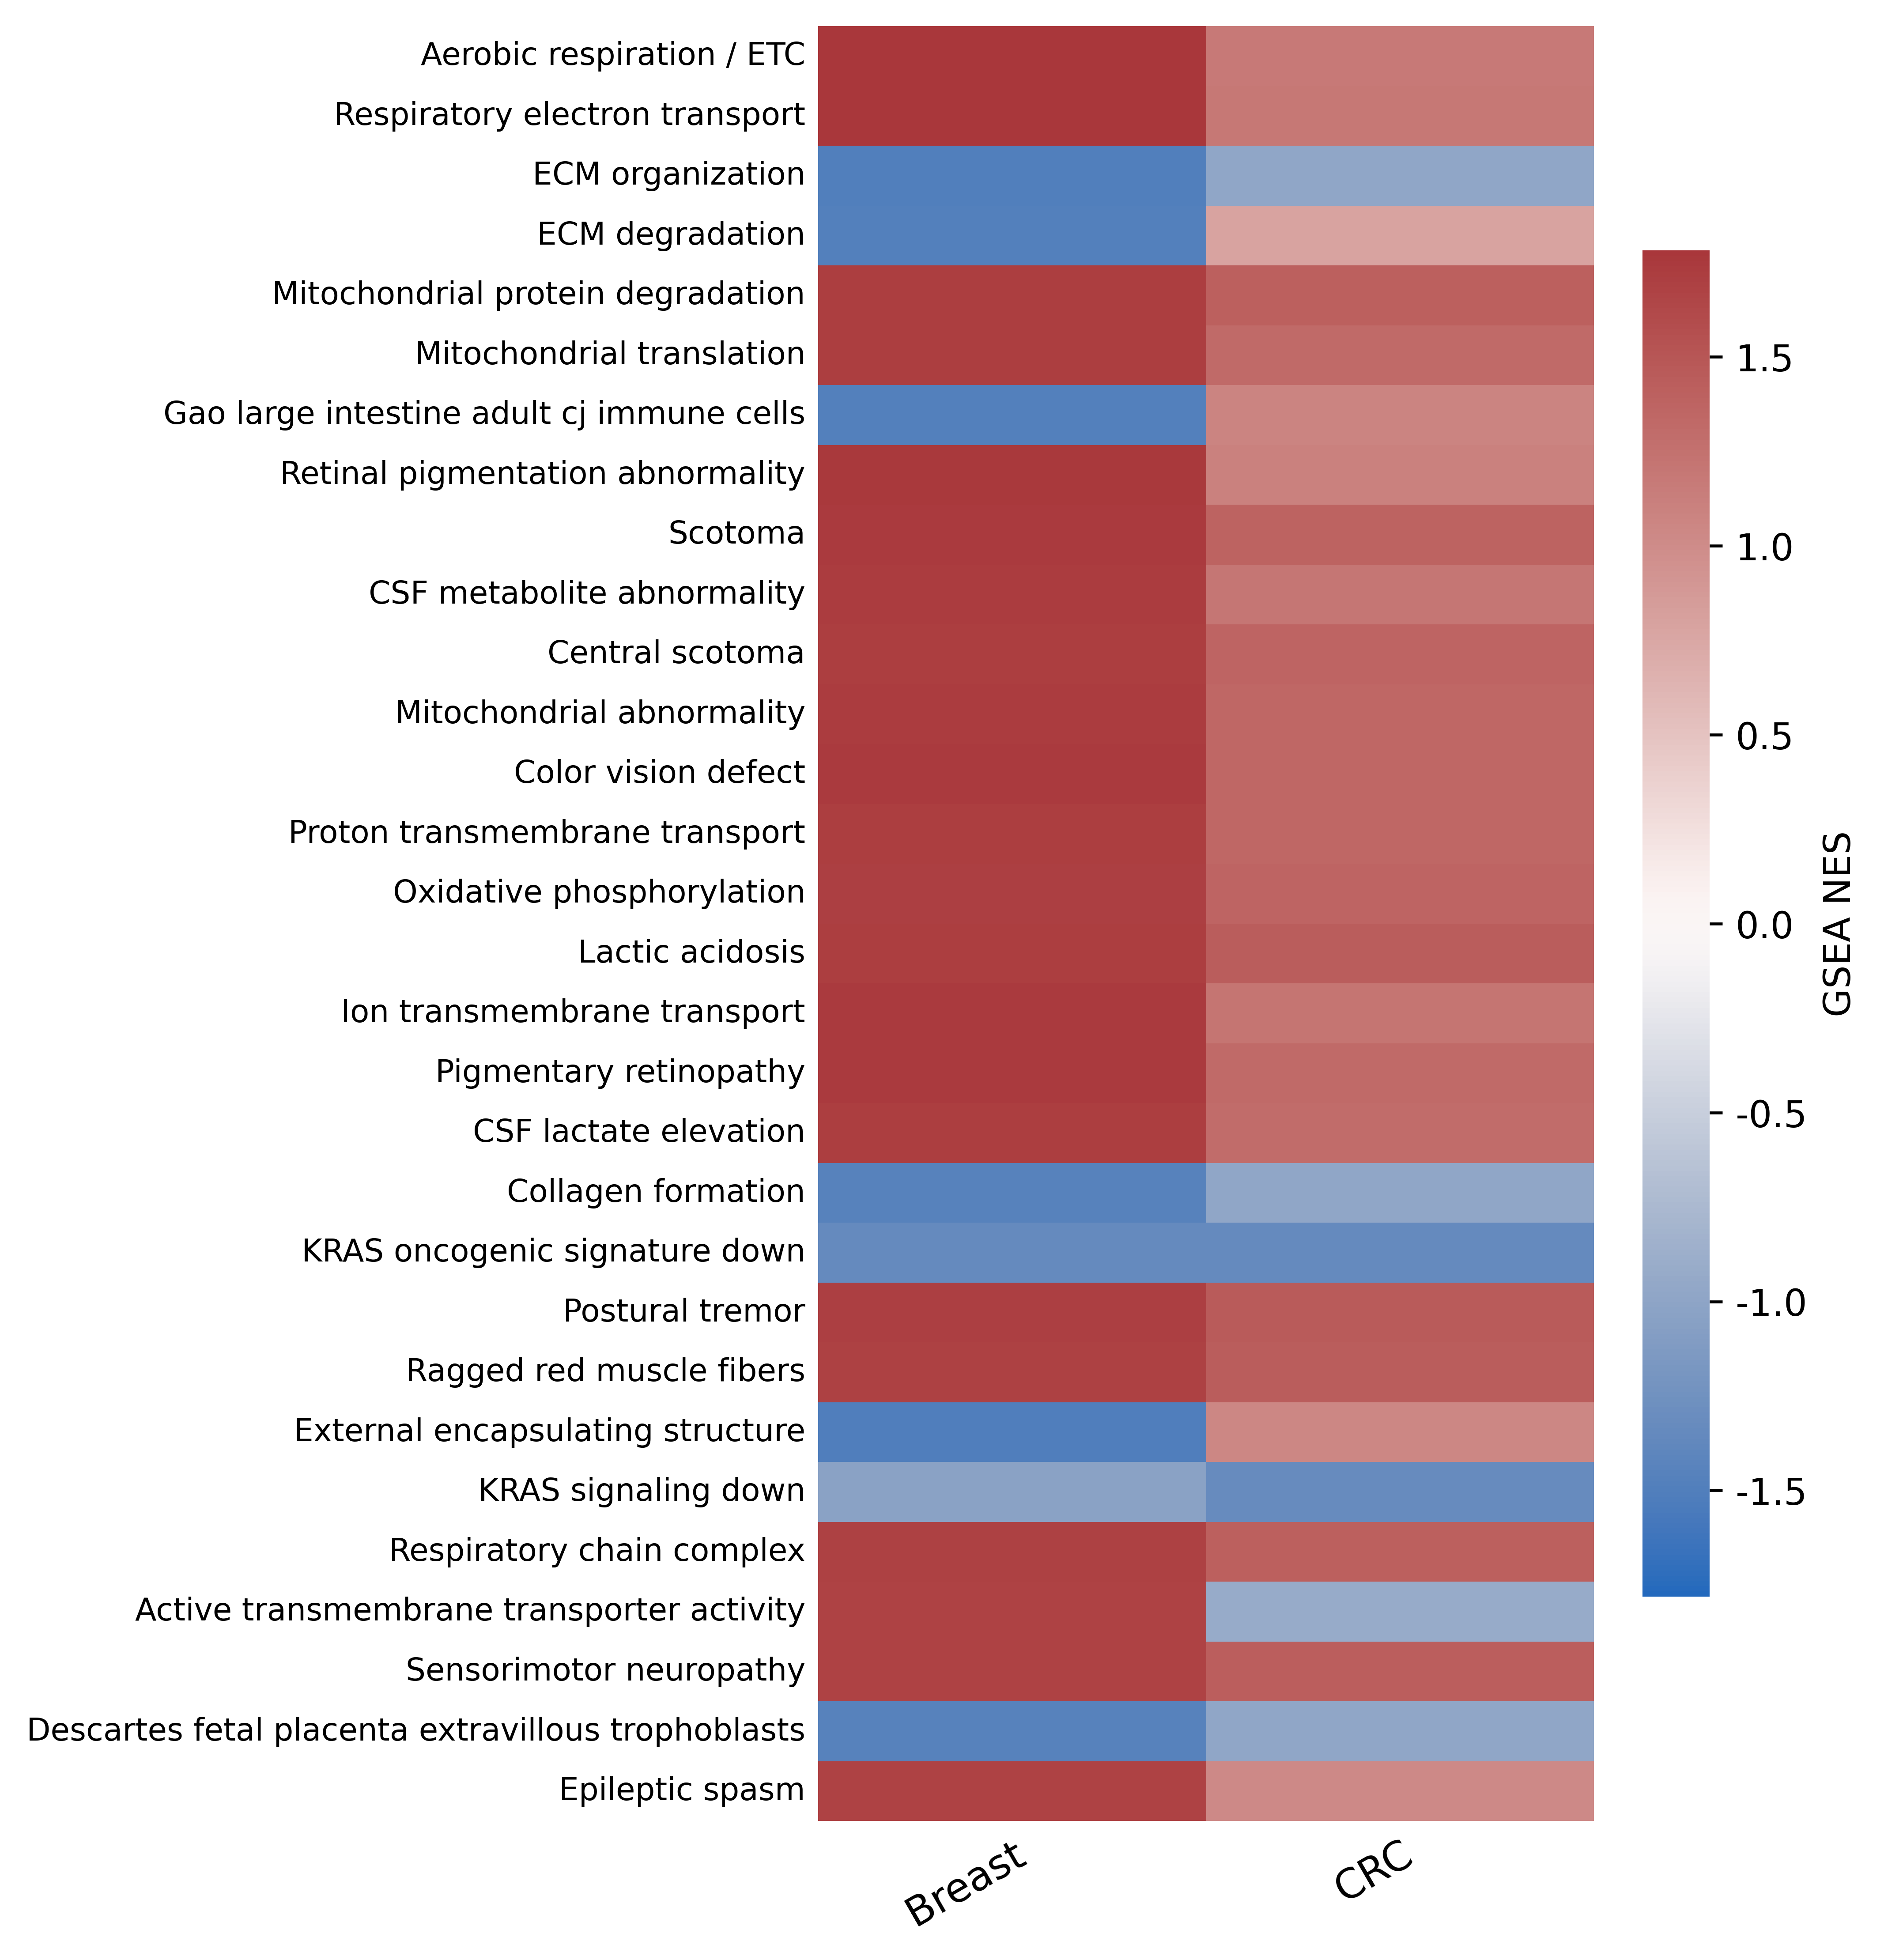 Aerobic respiration / ETC
Respiratory electron transport
ECM organization
ECM degradation
Mitochondrial protein degradation
Mitochondrial translation
Gao large intestine adult cj immune cells
Retinal pigmentation abnormality
Scotoma
CSF metabolite abnormality
Central scotoma
Mitochondrial abnormality
Color vision defect
Proton transmembrane transport
Oxidative phosphorylation
Lactic acidosis
Ion transmembrane transport
Pigmentary retinopathy
CSF lactate elevation
Collagen formation
KRAS oncogenic signature down
Postural tremor
Ragged red muscle fibers
External encapsulating structure
KRAS signaling down
Respiratory chain complex
Active transmembrane transporter activity
Sensorimotor neuropathy
Descartes fetal placenta extravillous trophoblasts
Epileptic spasm
Breast
CRC
1.5
1.0
0.5
0.0
-0.5
-1.0
-1.5
GSEA NES